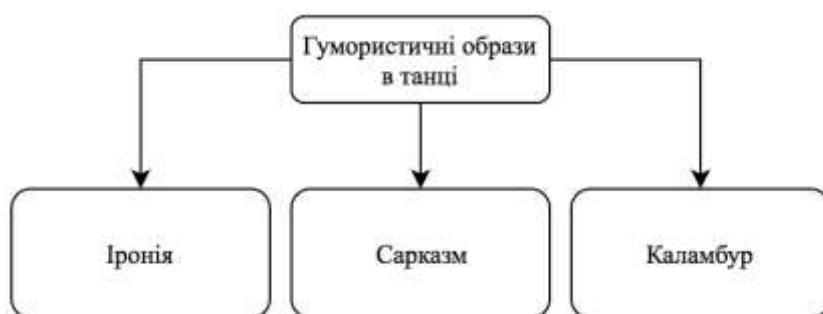 Гумористичні образи
в танці
Іронія
Сарказм
Каламбур